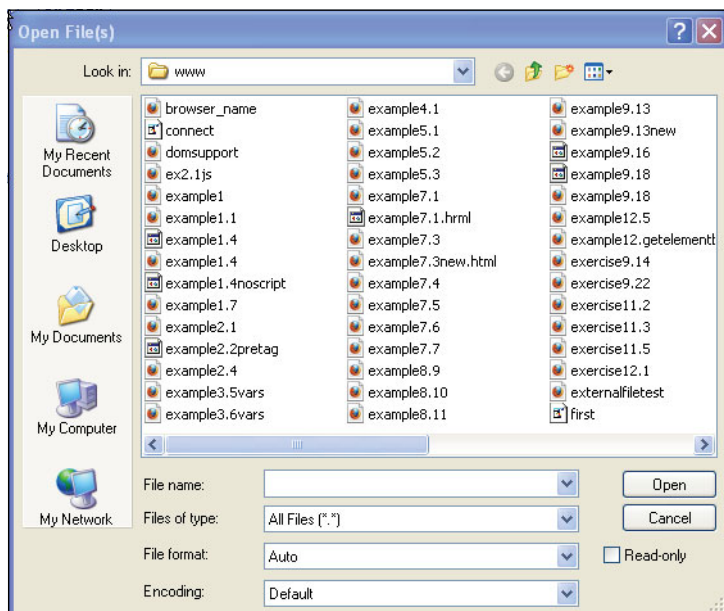 Open File(s)
Look in:
www
My Recent
Documents
Desktop
My Documents
My Computer
My Network
browser_name
connect
domsupport
ex2.1js
example1
example1.1
example1.4
example1.4
example1.4noscript
example1.7
example2.1
example2.2pretag
example2.4
example3.5vars
example3.6vars
example4.1
example5.1
example5.2
example5.3
example7.1
example7.1.hrml
example7.3
example7.3new.html
example7.4
example7.5
example7.6
example7.7
example8.9
example8.10
example8.11
example9.13
example9.13new
example9.16
example9.18
example9.18
example12.5
example12.getelementb
exercise9.14
exercise9.22
exercise11.2
exercise11.3
exercise11.5
exercise12.1
externalfiletest
first
File name:
Open
Files of type:
All Files (*.*)
Cancel
File format:
Auto
Read-only
Encoding:
Default